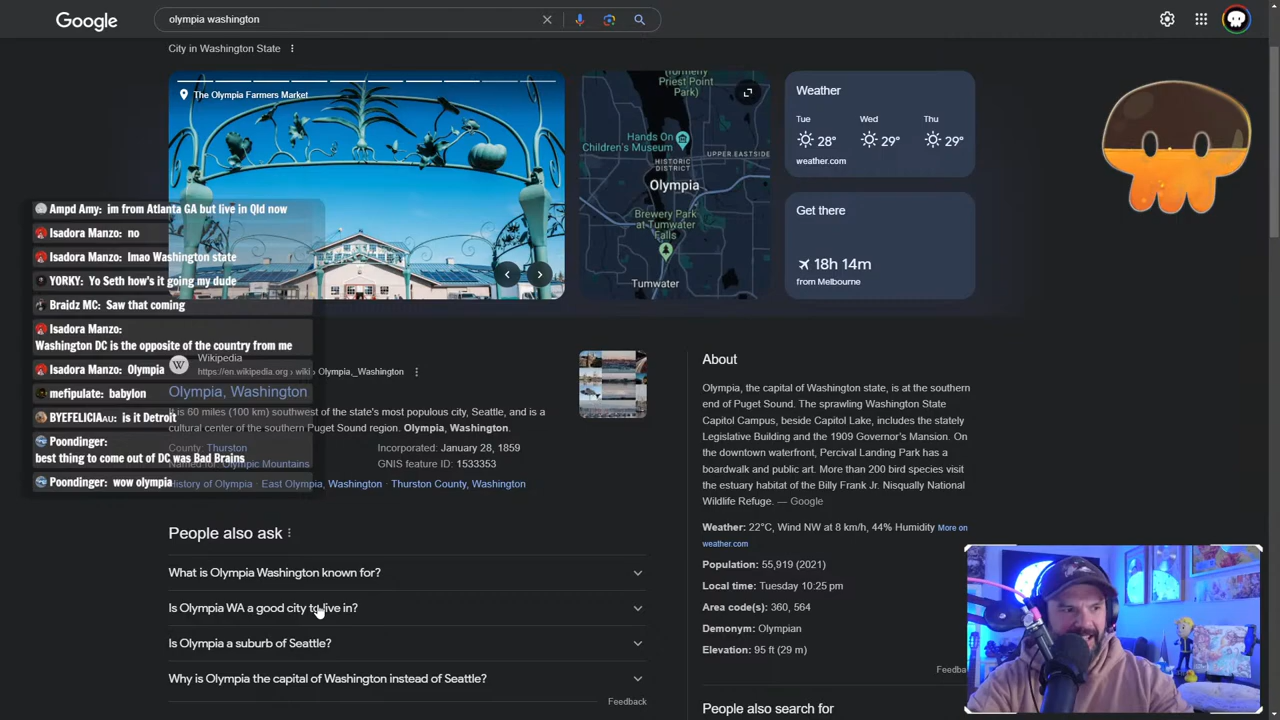 Google
olympia washington
City in Washington State
The Olympia Farmers Market
(formerly
Priest Point
Park)
Hands On
Children's Museum
HISTORIC
DISTRICT
UPPER EASTSIDE
Olympia
Brewery Park
at Tumwater
Falls
Tumwater
Weather
Tue Wed Thu
28° 29° 29°
weather.com
Get there
18h 14m
from Melbourne
Ampd Amy: im from Atlanta GA but live in Qld now
Isadora Manzo: no
Isadora Manzo: lmao Washington state
YORKY: Yo Seth how's it going my dude
Braidz MC: Saw that coming
Isadora Manzo:
Washington DC is the opposite of the country from me
Isadora Manzo: Olympia
mefipulate: babylon
BYEFELICIAAU: is it Detroit
Poondinger:
best thing to come out of DC was Bad Brains
Poondinger: wow olympia
W
Wikipedia
https://en.wikipedia.org › wiki › Olympia,_Washington
Olympia, Washington
It is 60 miles (100 km) southwest of the state's most populous city, Seattle, and is a
cultural center of the southern Puget Sound region. Olympia, Washington.
County: Thurston
Incorporated: January 28, 1859
Named for: Olympic Mountains
GNIS feature ID: 1533353
History of Olympia · East Olympia, Washington · Thurston County, Washington
People also ask
What is Olympia Washington known for?
Is Olympia WA a good city to live in?
Is Olympia a suburb of Seattle?
Why is Olympia the capital of Washington instead of Seattle?
Feedback
About
Olympia, the capital of Washington state, is at the southern
end of Puget Sound. The sprawling Washington State
Capitol Campus, beside Capitol Lake, includes the stately
Legislative Building and the 1909 Governor's Mansion. On
the downtown waterfront, Percival Landing Park has a
boardwalk and public art. More than 200 bird species visit
the estuary habitat of the Billy Frank Jr. Nisqually National
Wildlife Refuge. — Google
Weather: 22°C, Wind NW at 8 km/h, 44% Humidity More on
weather.com
Population: 55,919 (2021)
Local time: Tuesday 10:25 pm
Area code(s): 360, 564
Demonym: Olympian
Elevation: 95 ft (29 m)
Feedba
People also search for